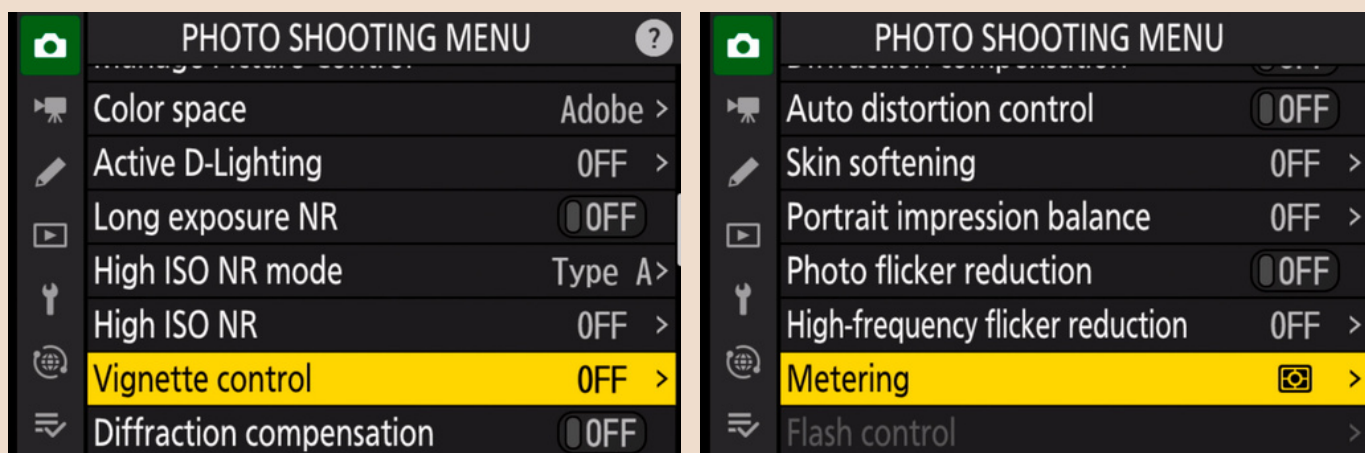 PHOTO SHOOTING MENU ?
Color space Adobe >
Active D-Lighting OFF >
Long exposure NR OFF
High ISO NR mode Type A>
High ISO NR OFF >
Vignette control OFF >
Diffraction compensation OFF
PHOTO SHOOTING MENU
Auto distortion control OFF
Skin softening OFF >
Portrait impression balance OFF >
Photo flicker reduction OFF
High-frequency flicker reduction OFF >
Metering >
Flash control >